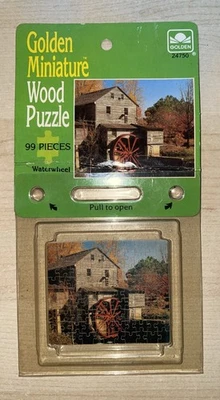 Golden
Miniature
Wood
Puzzle
99 PIECES
Waterwheel
GOLDEN
24750
Pull to open